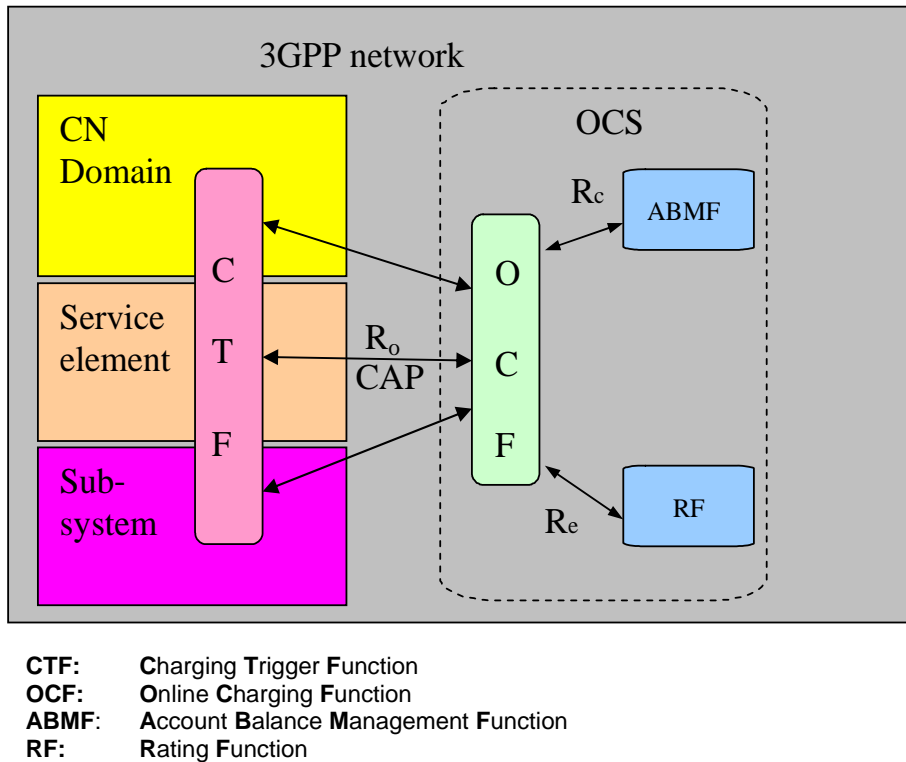 3GPP network
CN
Domain
Service
element
Sub-
system
C
T
F
Ro
CAP
OCS
O
C
F
Rc
ABMF
Re
RF
CTF: Charging Trigger Function
OCF: Online Charging Function
ABMF: Account Balance Management Function
RF: Rating Function